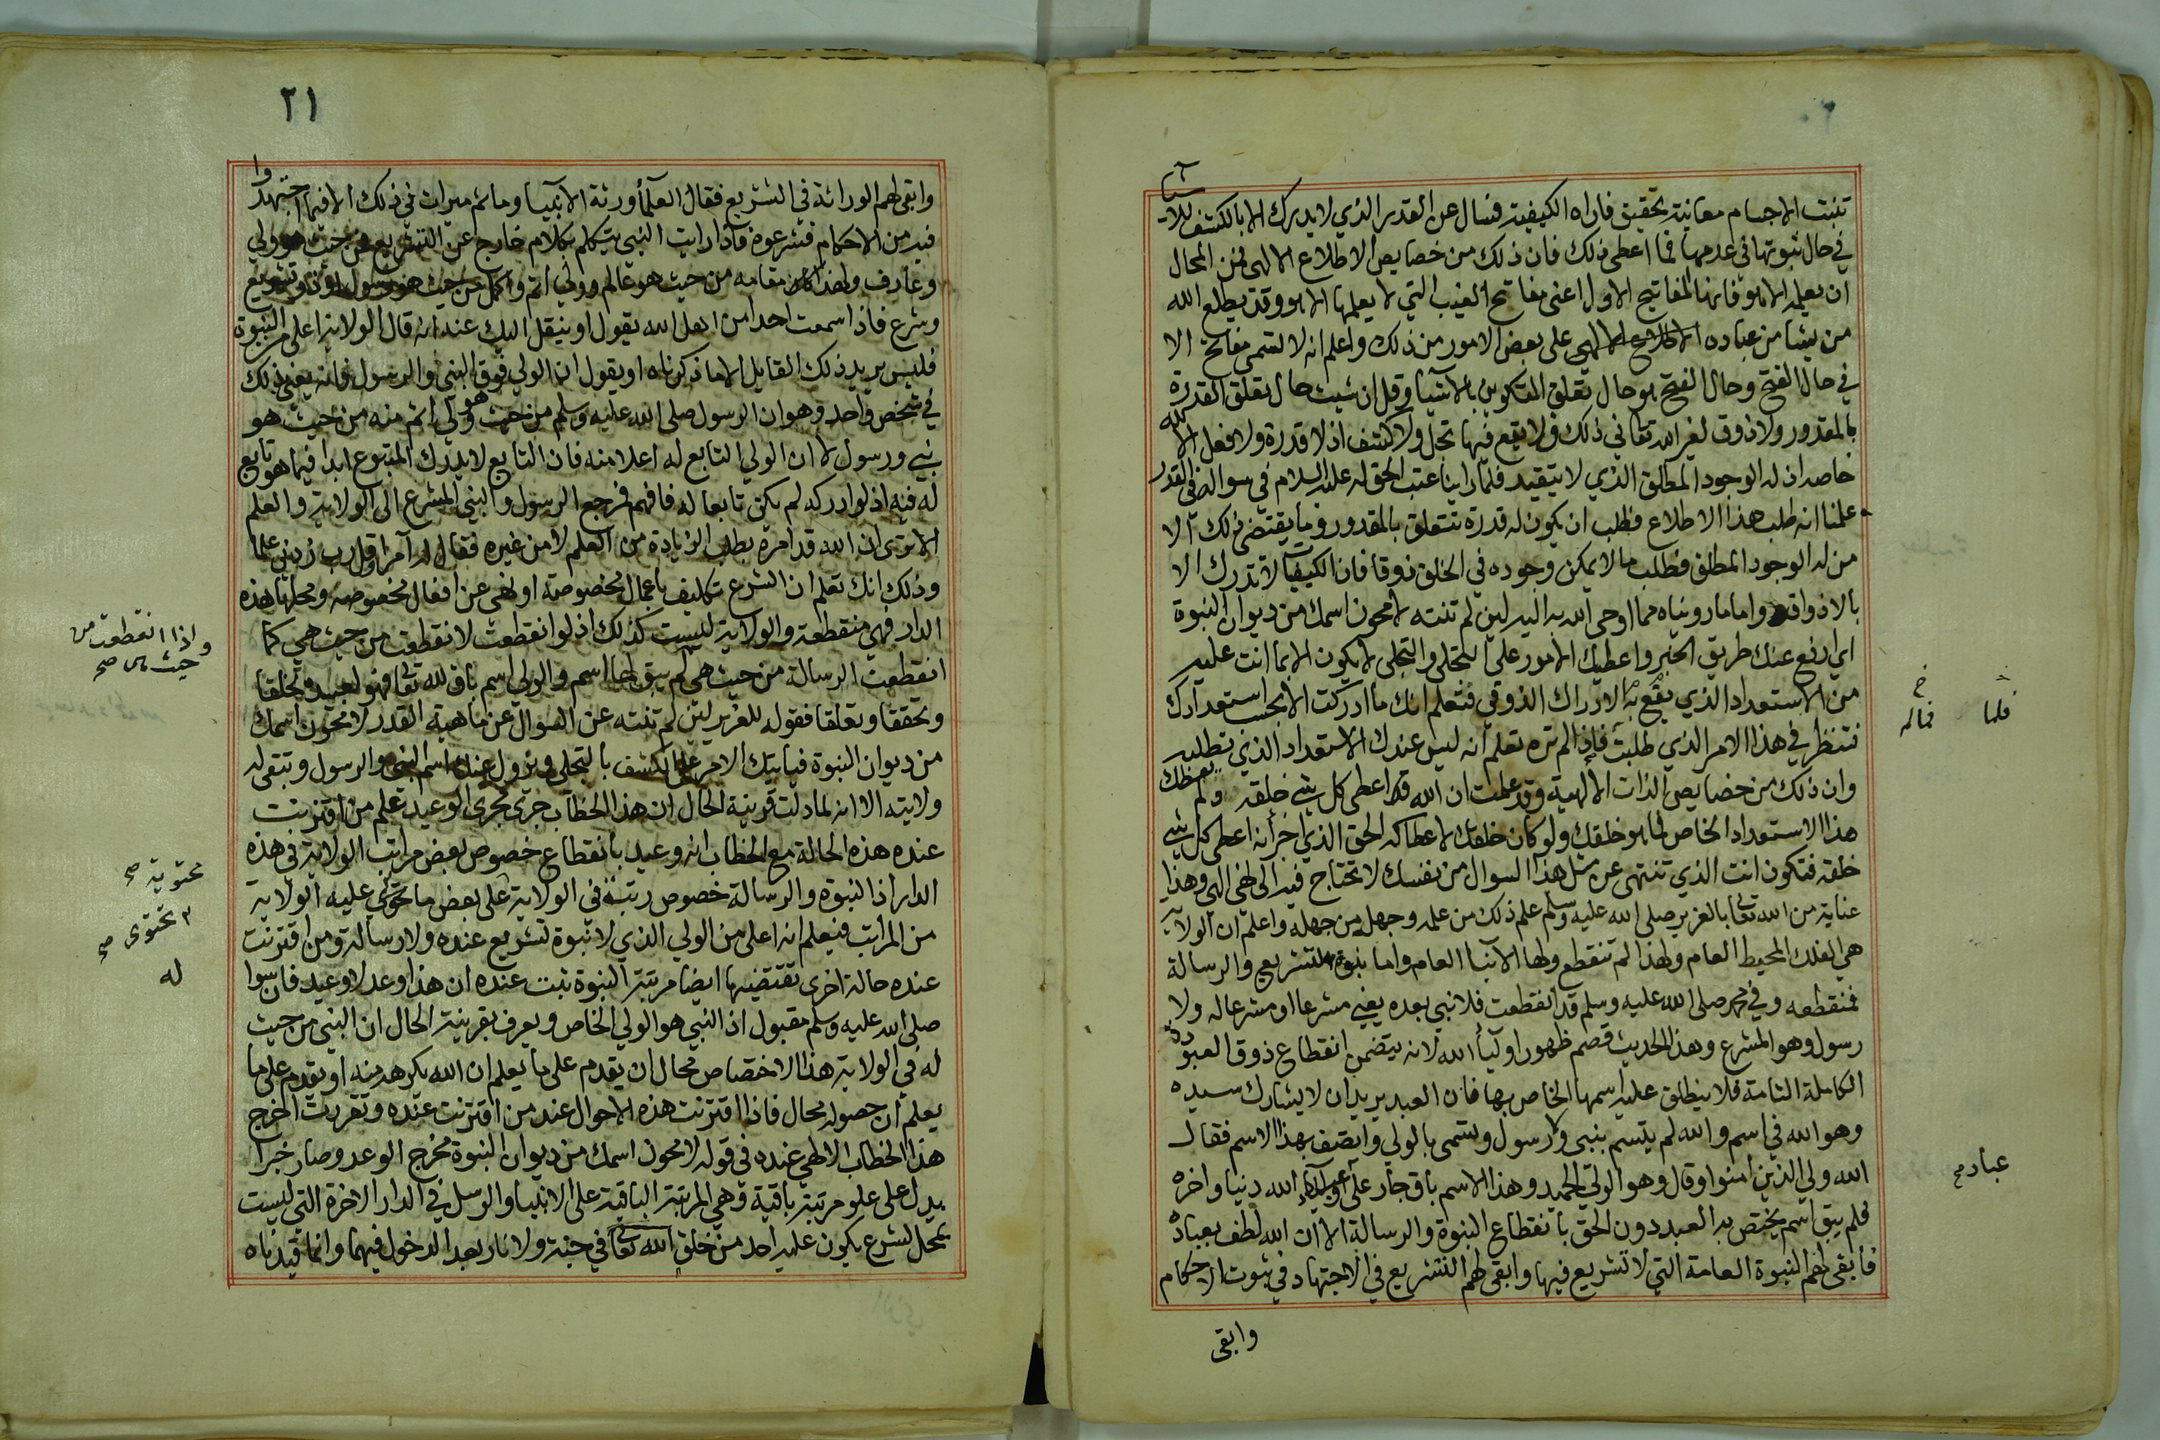 تنبت الاجسام معاينة تحقيق فاراه الكيفية فسال عن القدر الذي لا يدرك الا بالكشف للاشيا
في حال ثبوتها في عدمها فما اعطي ذلك فان ذلك من خصايص الاطلاع الالهي فمن المحال
ان يعلمه الا هو فانها المفاتيح الاول اعني مفاتح الغيب التي لا يعلمها الا هو وقد يطلع الله
من يشا من عباده على بعض الامور من ذلك واعلم انه لا تسمى مفاتح الا
في حال الفتح وحال الفتح هو حال تعلق التكوين بالاشيا وقل ان شيت حال تعلق القدرة
بالمقدور ولا ذوق لغير الله تعالى في ذلك فلا يقع فيها تجل ولا كشف اذ لا قدرة ولا فعل الا لله
خاصه اذ له الوجود المطلق الذي لا يتقيد فلما راينا عتب الحق له عليه السلام في سواله في القدر
علمنا انه طلب هذا الاطلاع فطلب ان يكون له قدرة تتعلق بالمقدور وما يقتضي ذلك الا
من له الوجود المطلق فطلب ما لا يمكن وجوده في الخلق ذوقا فان الكيفيات لا تدرك الا
بالاذواق واما ما رويناه مما اوحى الله به اليه لين لم تنته لامحون اسمك من ديوان النبوة
اي ارفع عنك طريق الخبر واعطيك الامور على التجلي والتجلي لا يكون الا بما انت عليه
من الاستعداد الذي به يقع الادراك الذوقي فتعلم انك ما ادركت الا بحسب استعدادك
فتنظر في هذا الامر الذي طلبت فاذا لم تره تعلم انه ليس عندك الاستعداد الذي تطلبه
وان ذلك من خصايص الذات الالهية وقد علمت ان الله قد اعطى كل شي خلقه ولم يعطك
هذا الاستعداد الخاص فما هو خلقك ولو كان خلقك لاعطاكه الحق الذي اخبر انه اعطى كل شي
خلقه فتكون انت الذي تنتهي عن مثل هذا السوال من نفسك لا تحتاج فيه الى نهي الهي وهذا
عناية من الله تعالى بالعزير صلى الله عليه وسلم علم ذلك من علمه وجهل من جهله واعلم ان الولاية
هي الفلك المحيط العام ولهذا لم تنقطع ولها الانبا العام واما نبوة التشريع والرسالة
فمنقطعه وفي محمد صلى الله عليه وسلم قد انقطعت فلا نبي بعده يعني مشرعا او مشرعا له ولا
رسول وهو المشرع وهذا الحديث قصم ظهور اوليأ الله لانه يتضمن انقطاع ذوق العبودة
الكاملة التامة فلا ينطلق عليه اسمها الخاص بها فان العبد يريد ان لا يشارك سيده
وهو الله في اسم والله لم يتسم بنبي ولا رسول وتسمى بالولي واتصف بهذا الاسم فقال
الله ولي الذين امنوا وقال وهو الولي الحميد وهذا الاسم باق جار على الله دنيا واخره
فلم يبق اسم يختص به العبد دون الحق بانقطاع النبوة والرسالة الا ان الله لطف بعباده
فابقى لهم النبوة العامة التي لا تشريع فيها وابقى لهم التشريع في الاجتهاد في ثبوت الاحكام
وابقى
فلما
فماله
عباده
٢١
وابقى لهم الوراثة في التشريع فقال العلمأ ورثة الانبيا وما ثم ميراث في ذلك الا فيما اجتهدوا
فيه من الاحكام فشرعوه فاذا رايت النبي يتكلم بكلام خارج عن التشريع فمن حيث هو ولي
وعارف ولهذا مقامه من حيث هو عالم وولي اتم واكمل من حيث هو رسول او ذو تشريع
وشرع فاذا سمعت احدا من اهل الله يقول او ينقل اليك عنه انه قال الولاية اعلى من النبوة
فليس يريد ذلك القايل الا ما ذكرناه او يقول ان الولي فوق النبي والرسول فانه يعني ذلك
في شخص واحد وهو ان الرسول صلى الله عليه وسلم من حيث هو ولي اتم منه من حيث هو
نبي ورسول لا ان الولي التابع له اعلا منه فان التابع لا يدرك المتبوع ابدا فيما هو تابع
له فيه اذ لو ادركه لم يكن تابعا له فافهم فرجع الرسول والنبي المشرع الى الولاية والعلم
الا ترى ان الله قد امره بطلب الزيادة من العلم لا من غيره فقال له آمرا قل رب زدني علما
وذلك انك تعلم ان الشرع تكليف باعمال مخصوصة او نهي عن افعال مخصوصه ومحلها هذه
الدار فهي منقطعة والولاية ليست كذلك اذ لو انقطعت لانقطعت من حيث هي كما
انقطعت الرسالة من حيث هي لم يبق لها اسم والولي اسم باق لله تعالى فهو لعبيده تخلقا
وتحققا وتعلقا فقوله للعزير لين لم تنته عن السوال عن ماهية القدر لامحون اسمك
من ديوان النبوة فياتيك الامر على الكشف بالتجلي ويزول عنك اسم النبي والرسول وتبقى له
ولايته الا انه لما دلت قرينة الحال ان هذا الخطاب جرى مجرى الوعيد علم من اقترنت
عنده هذه الحالة مع الخطاب انه وعيد بانقطاع خصوص بعض مراتب الولاية في هذه
الدار اذ النبوة والرسالة خصوص رتبة في الولاية على بعض ما تحتوي عليه الولاية
من المراتب فيعلم انه اعلى من الولي الذي لا نبوة تشريع عنده ولا رسالة ومن اقترنت
عنده حالة اخرى تقتضيها ايضا مرتبة النبوة يثبت عنده ان هذا وعد لا وعيد فان سوا
صلى الله عليه وسلم مقبول اذ النبي هو الولي الخاص ويعرف بقرينة الحال ان النبي من حيث
له في الولاية هذا الاختصاص محال ان يقدم على ما يعلم ان الله يكرهه منه او يقدم على ما
يعلم ان حصوله محال فاذا اقترنت هذه الاحوال عند من اقترنت عنده وتقررت اخرج
هذا الخطاب الالهي عنده في قوله لامحون اسمك من ديوان النبوة مخرج الوعد وصار خبرا
يدل على علو مرتبة باقية وهي المرتبة الباقية على الانبيا والرسل في الدار الاخرة التي ليست
بمحل لشرع يكون عليه احد من خلق الله تعالى في جنة ولا نار بعد الدخول فيهما وانما قيدناه
واذا انقطعت من
حيث هي صح
محتوية صح
تحتوى صح
له